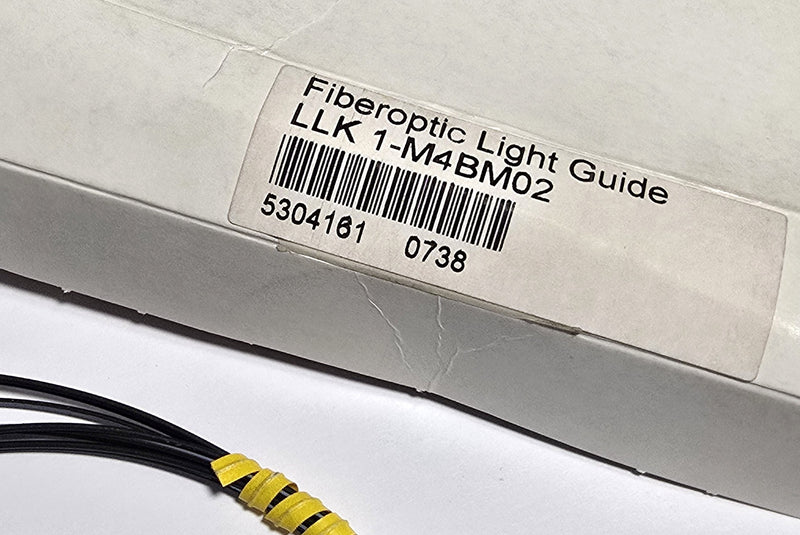 Fiberoptic Light Guide
LLK 1-M4BM02
5304161 0738